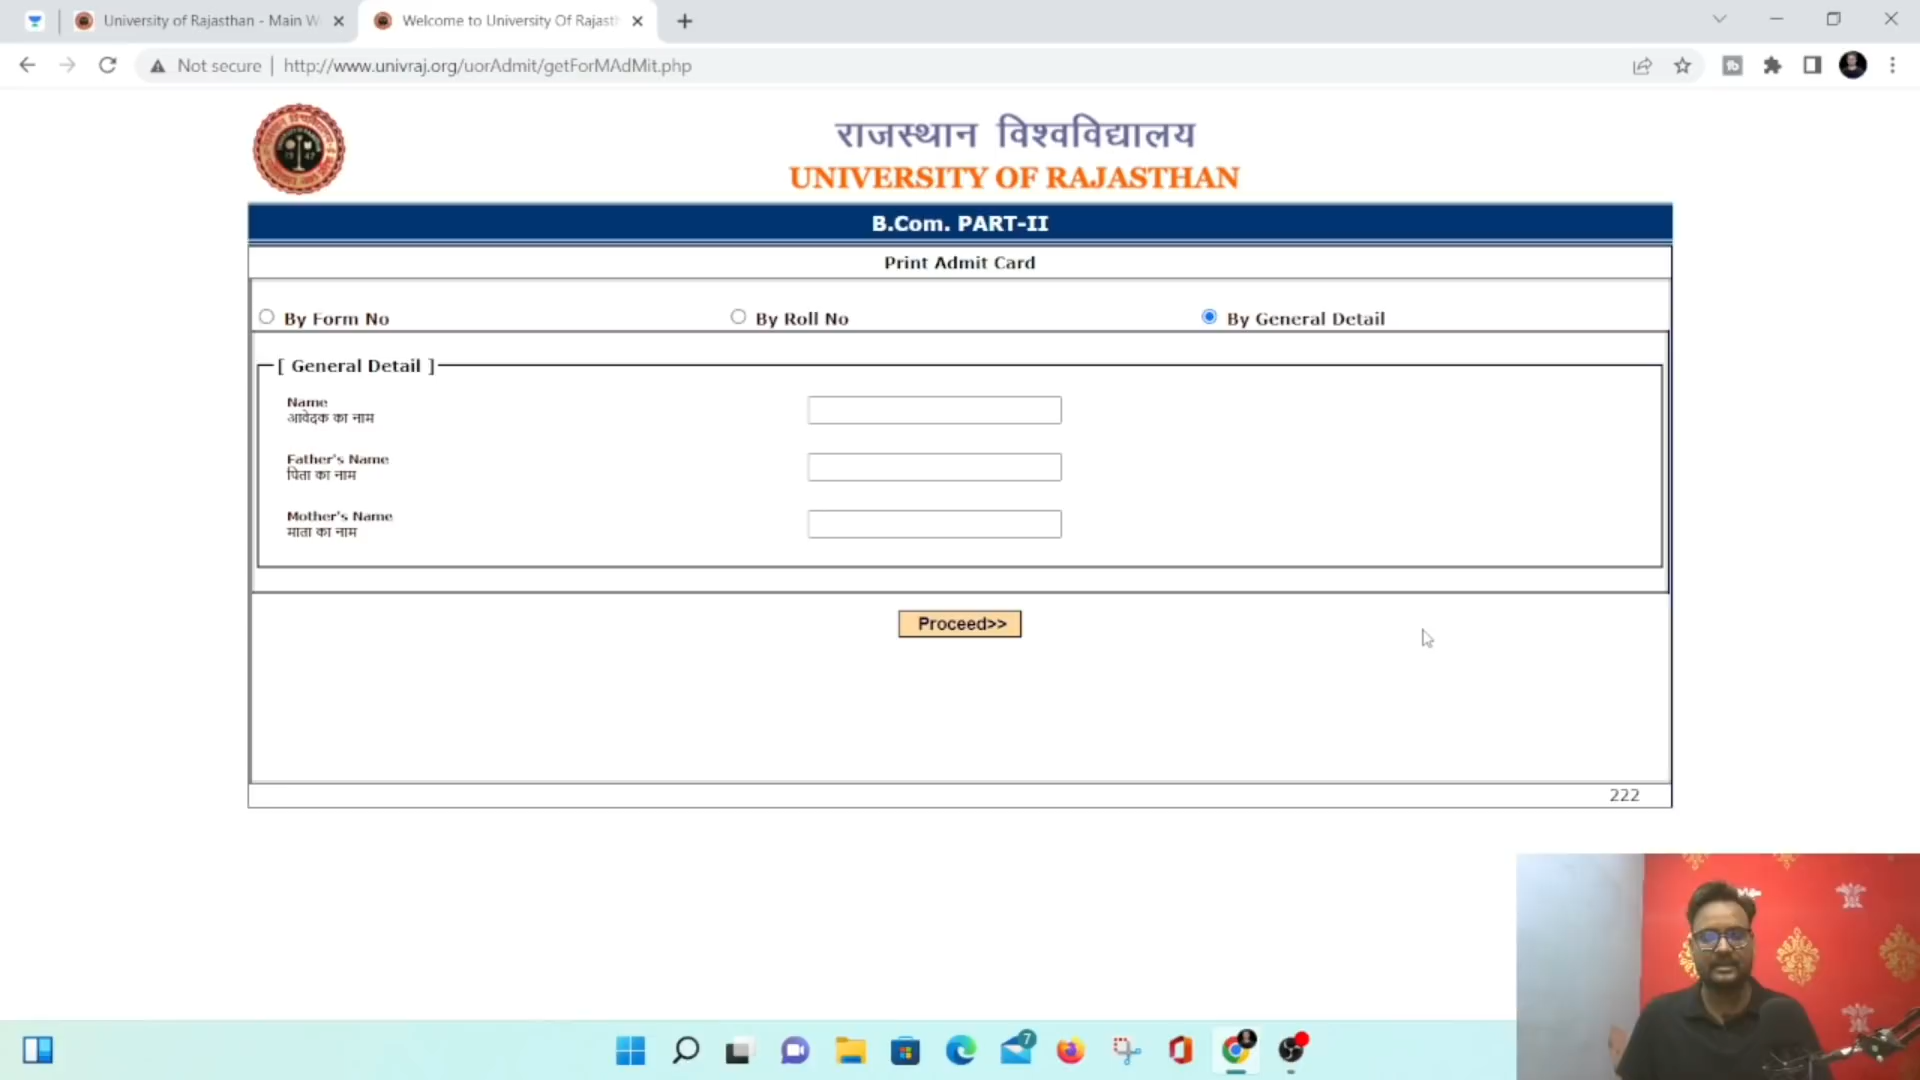 University of Rajasthan - Main W
Welcome to University Of Rajasth
Not secure
http://www.univraj.org/uorAdmit/getForMAdMit.php
राजस्थान विश्वविद्यालय
UNIVERSITY OF RAJASTHAN
B.Com. PART-II
Print Admit Card
By Form No By Roll No By General Detail
[ General Detail ]
Name
आवेदक का नाम
Father's Name
पिता का नाम
Mother's Name
माता का नाम
Proceed>>
222
7